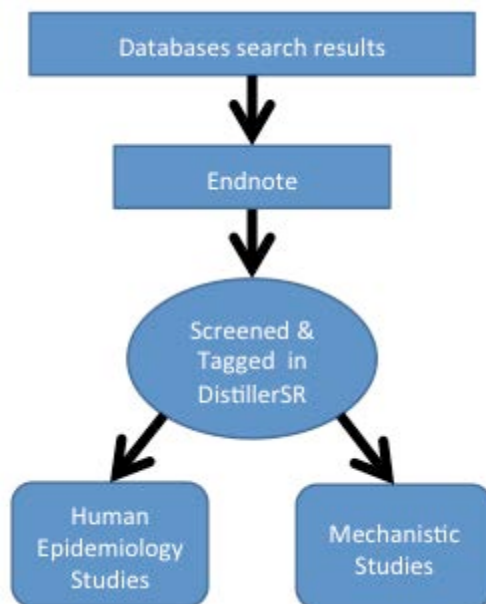 Databases search results
Endnote
Screened &
Tagged in
DistillerSR
Human
Epidemiology
Studies
Mechanistic
Studies